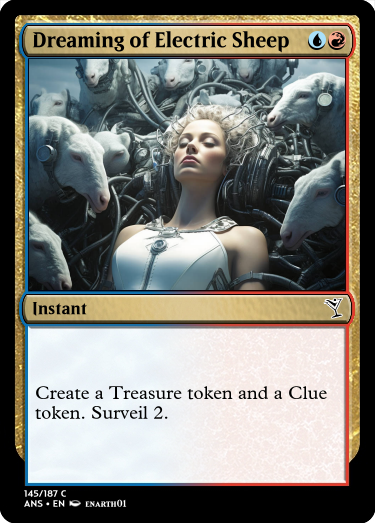 Dreaming of Electric Sheep
Instant
Create a Treasure token and a Clue
token. Surveil 2.
145/187 C
ANS • EN ENARTH01